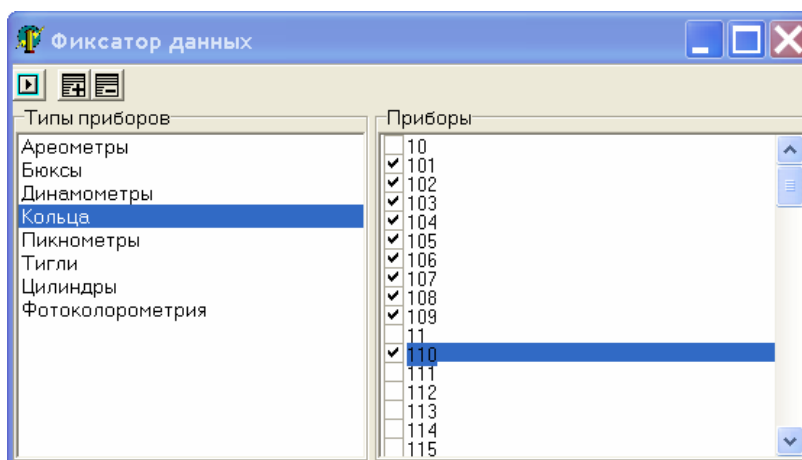 Фиксатор данных
Типы приборов
Ареометры
Бюксы
Динамометры
Кольца
Пикнометры
Тигли
Цилиндры
Фотоколорометрия
Приборы
10
101
102
103
104
105
106
107
108
109
11
110
111
112
113
114
115